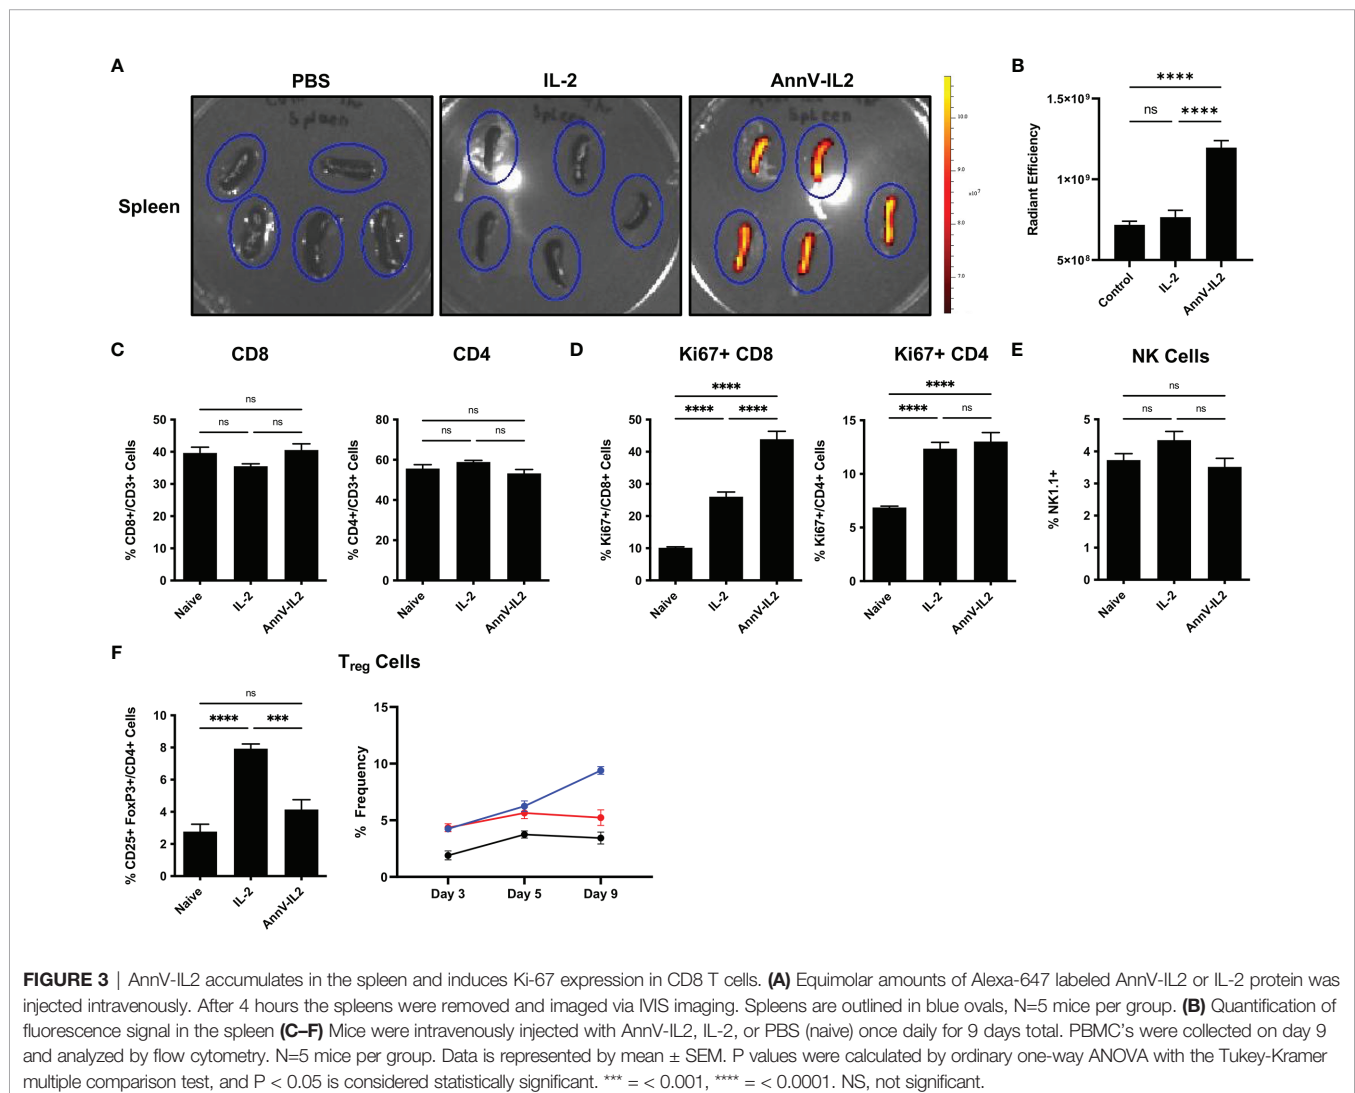 A
PBS
IL-2
AnnV-IL2
Spleen
Spleen
Spleen
Spleen
10.0
9.0
x10⁷
8.0
7.0
B
****
ns
****
1.5×10⁹
1×10⁹
5×10⁸
Radiant Efficiency
Control
IL-2
AnnV-IL2
C
CD8
ns
ns
ns
50
40
30
20
10
0
% CD8+/CD3+ Cells
Naive
IL-2
AnnV-IL2
CD4
ns
ns
ns
80
60
40
20
0
% CD4+/CD3+ Cells
Naive
IL-2
AnnV-IL2
D
Ki67+ CD8
****
****
****
50
40
30
20
10
0
% Ki67+/CD8+ Cells
Naive
IL-2
AnnV-IL2
Ki67+ CD4
****
****
ns
15
10
5
0
% Ki67+/CD4+ Cells
Naive
IL-2
AnnV-IL2
E
NK Cells
ns
ns
ns
5
4
3
2
1
0
% NK1.1+
Naive
IL-2
AnnV-IL2
F
Treg Cells
ns
****
***
10
8
6
4
2
0
% CD25+ FoxP3+/CD4+ Cells
Naive
IL-2
AnnV-IL2
15
10
5
0
% Frequency
Day 3
Day 5
Day 9
FIGURE 3 | AnnV-IL2 accumulates in the spleen and induces Ki-67 expression in CD8 T cells. (A) Equimolar amounts of Alexa-647 labeled AnnV-IL2 or IL-2 protein was
injected intravenously. After 4 hours the spleens were removed and imaged via IVIS imaging. Spleens are outlined in blue ovals, N=5 mice per group. (B) Quantification of
fluorescence signal in the spleen (C–F) Mice were intravenously injected with AnnV-IL2, IL-2, or PBS (naive) once daily for 9 days total. PBMC's were collected on day 9
and analyzed by flow cytometry. N=5 mice per group. Data is represented by mean ± SEM. P values were calculated by ordinary one-way ANOVA with the Tukey-Kramer
multiple comparison test, and P < 0.05 is considered statistically significant. *** = < 0.001, **** = < 0.0001. NS, not significant.